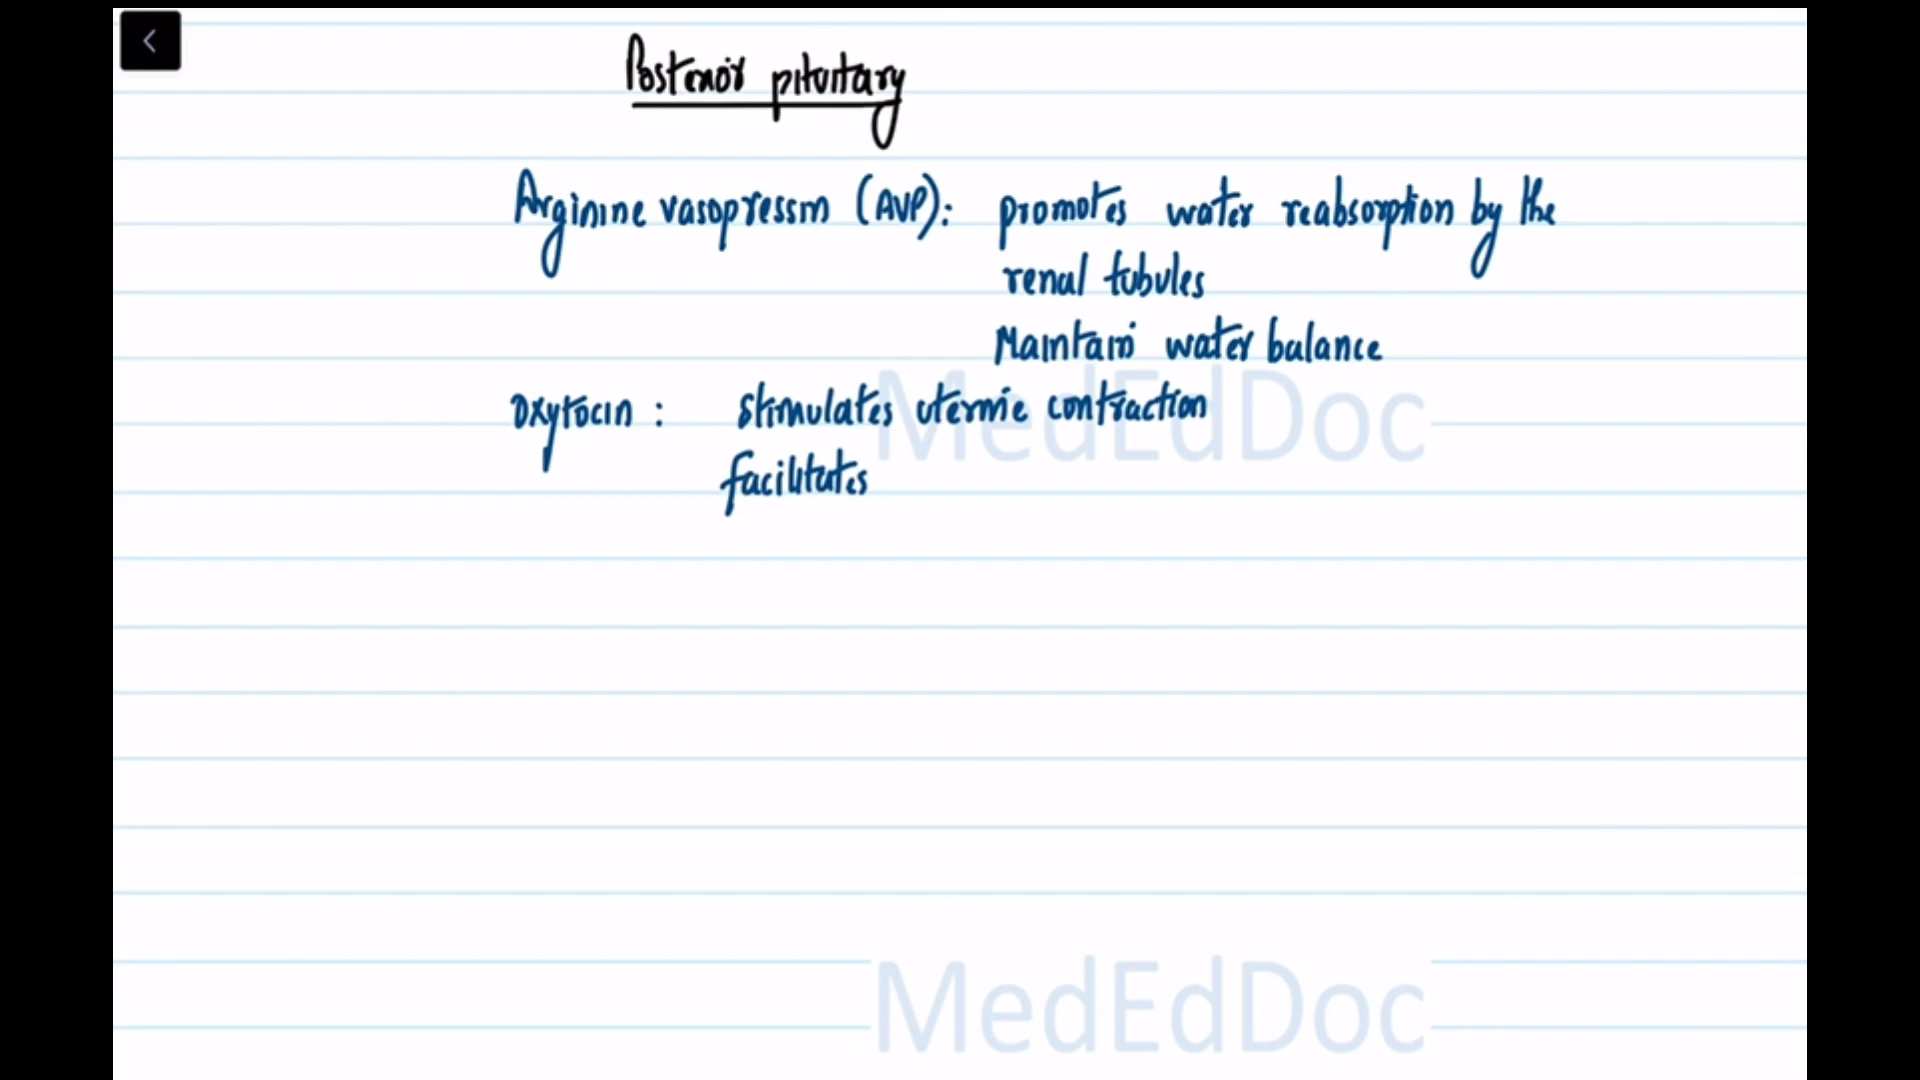 Posterior pituitary
Arginine vasopressin (AVP): promotes water reabsorption by the
renal tubules
Maintain water balance
MedEdDoc
Oxytocin : stimulates uterine contraction
facilitates
MedEdDoc